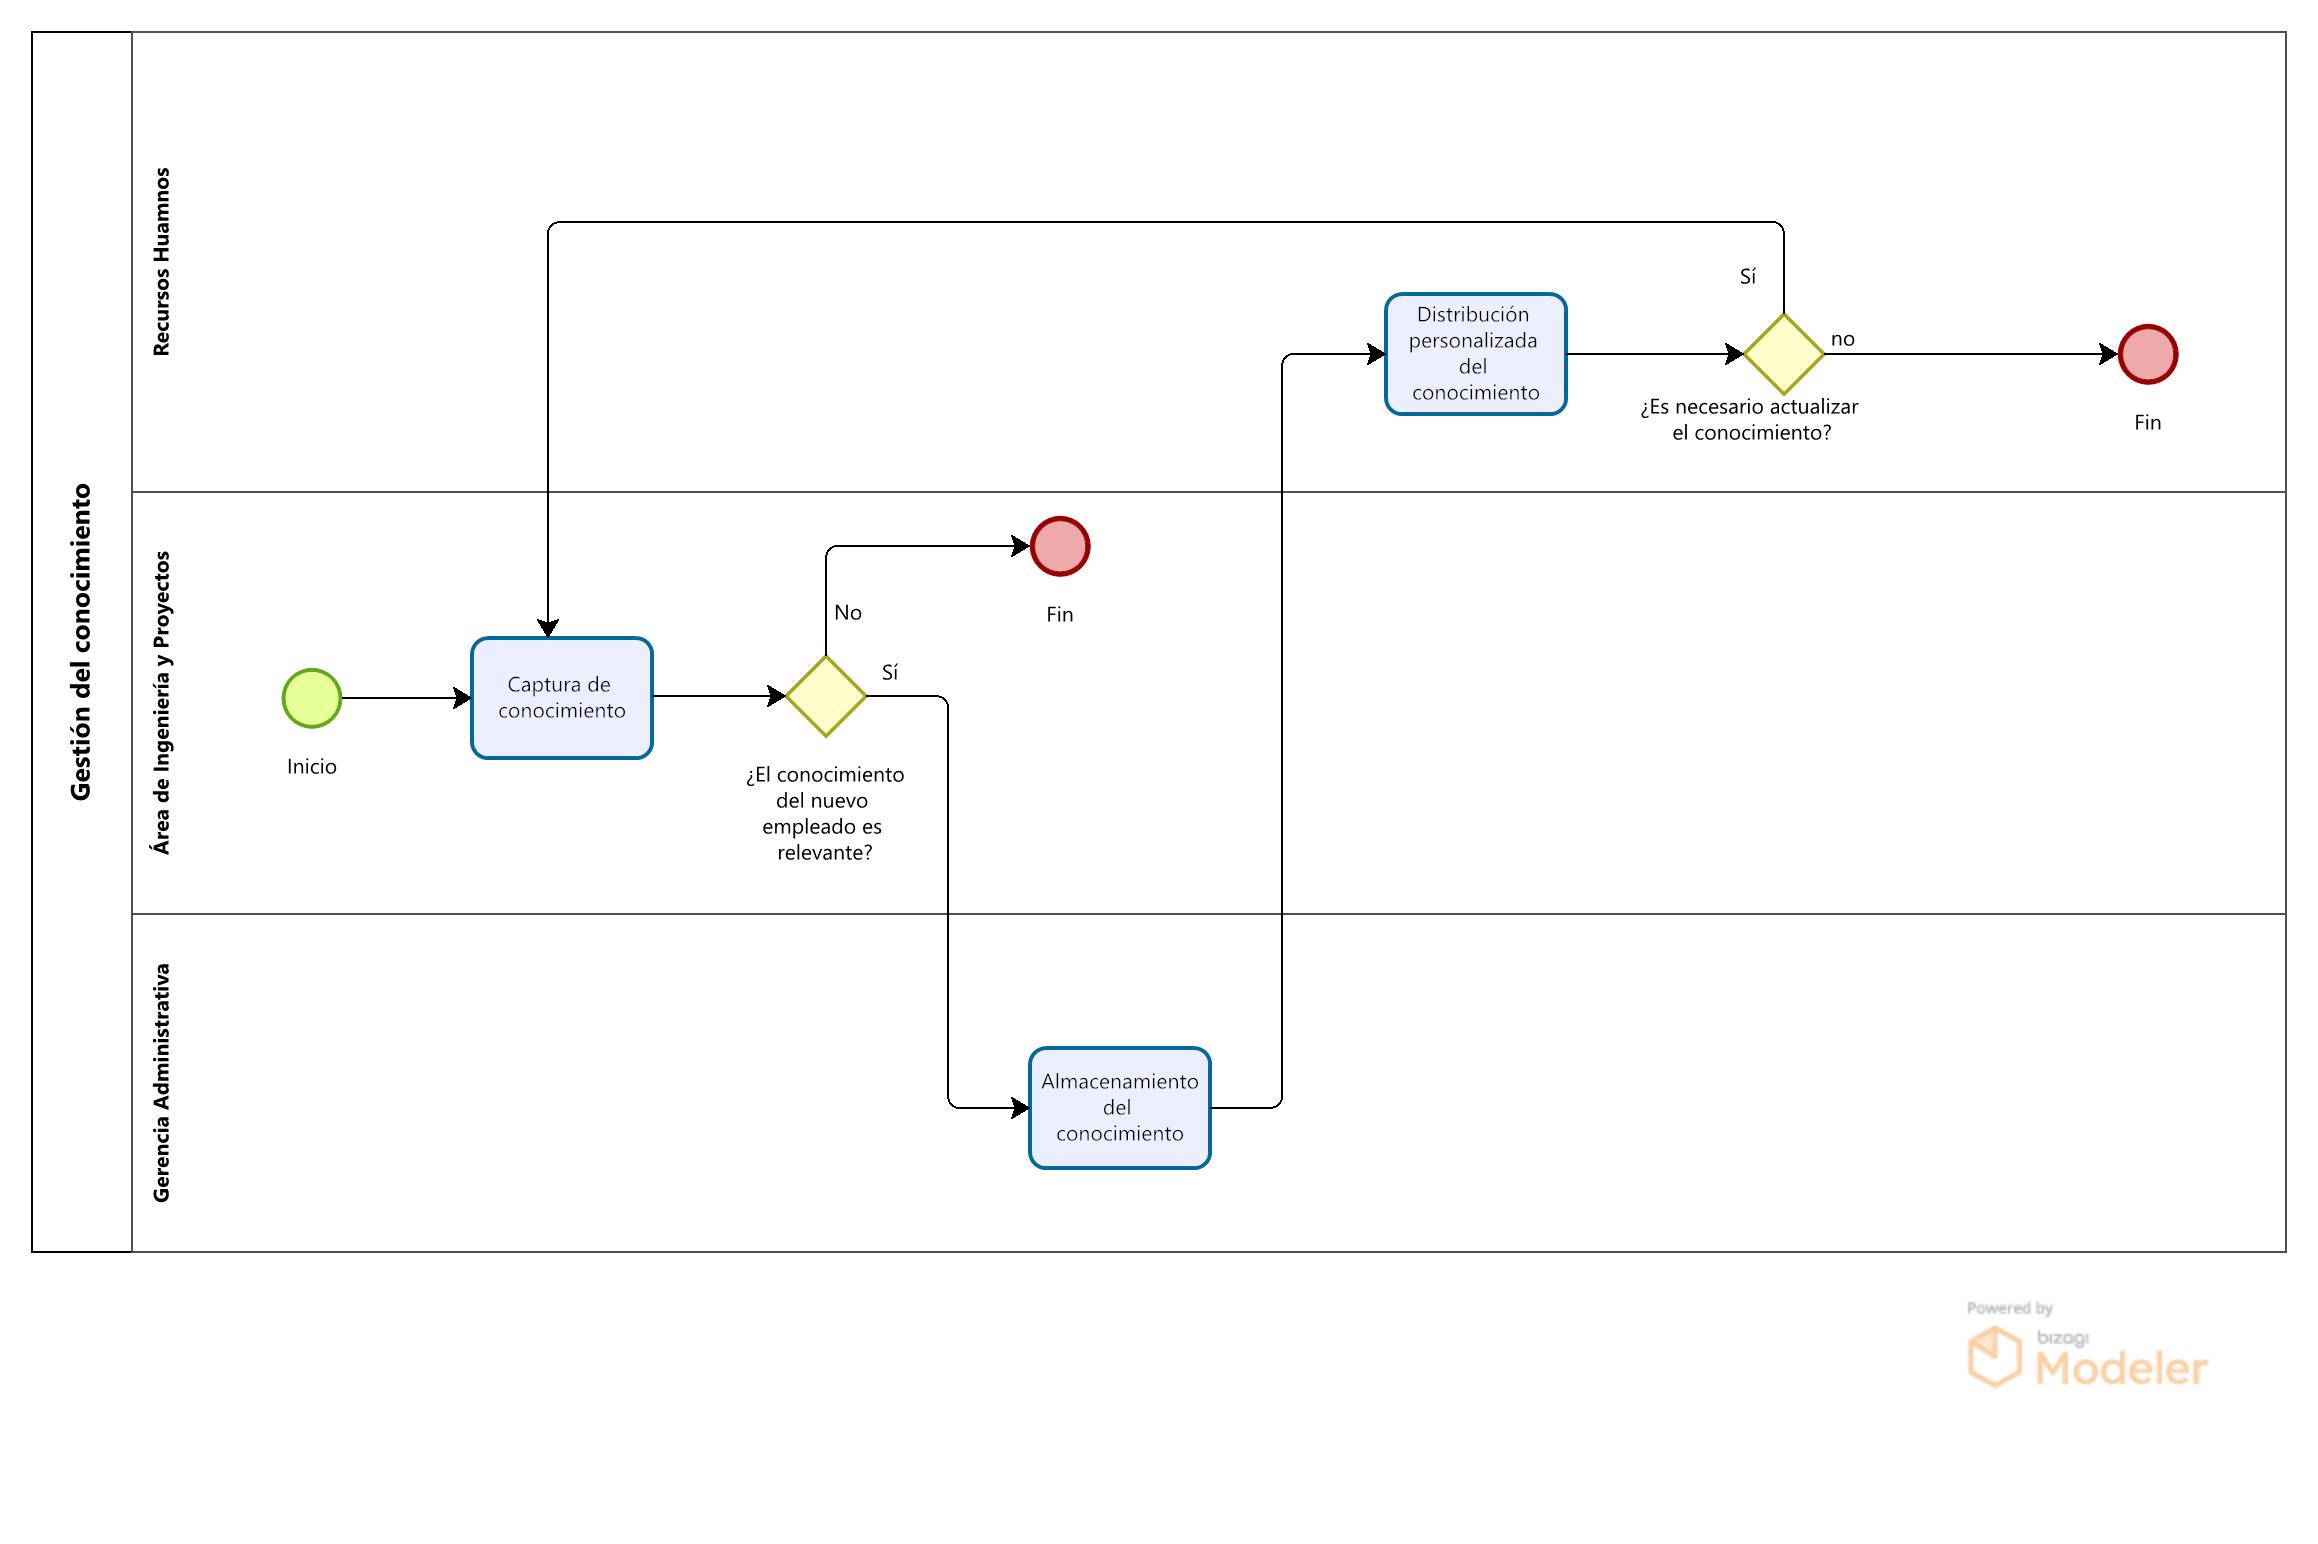 Gestión del conocimiento
Recursos Huamnos
Sí
Distribución
personalizada
del
conocimiento
no
¿Es necesario actualizar
el conocimiento?
Fin
Área de Ingeniería y Proyectos
Inicio
Captura de
conocimiento
No
Sí
Fin
¿El conocimiento
del nuevo
empleado es
relevante?
Gerencia Administrativa
Almacenamiento
del
conocimiento
Powered by
bizagi
Modeler